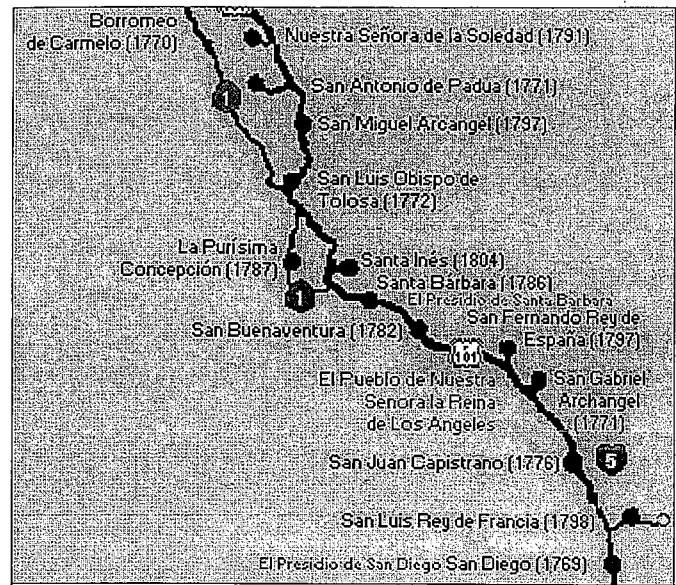 Borromeo
de Carmelo (1770)
Nuestra Señora de la Soledad (1791)
San Antonio de Padua (1771)
1
San Miguel Arcangel (1797)
San Luis Obispo de
Tolosa (1772)
La Purísima
Concepción (1787)
Santa Inés (1804)
1
Santa Bárbara (1786)
El Presidio de Santa Bárbara
San Buenaventura (1782)
San Fernando Rey de
España (1797)
101
El Pueblo de Nuestra
Señora la Reina
de Los Angeles
San Gabriel
Archangel
(1771)
San Juan Capistrano (1776)
5
San Luis Rey de Francia (1798)
El Presidio de San Diego San Diego (1769)